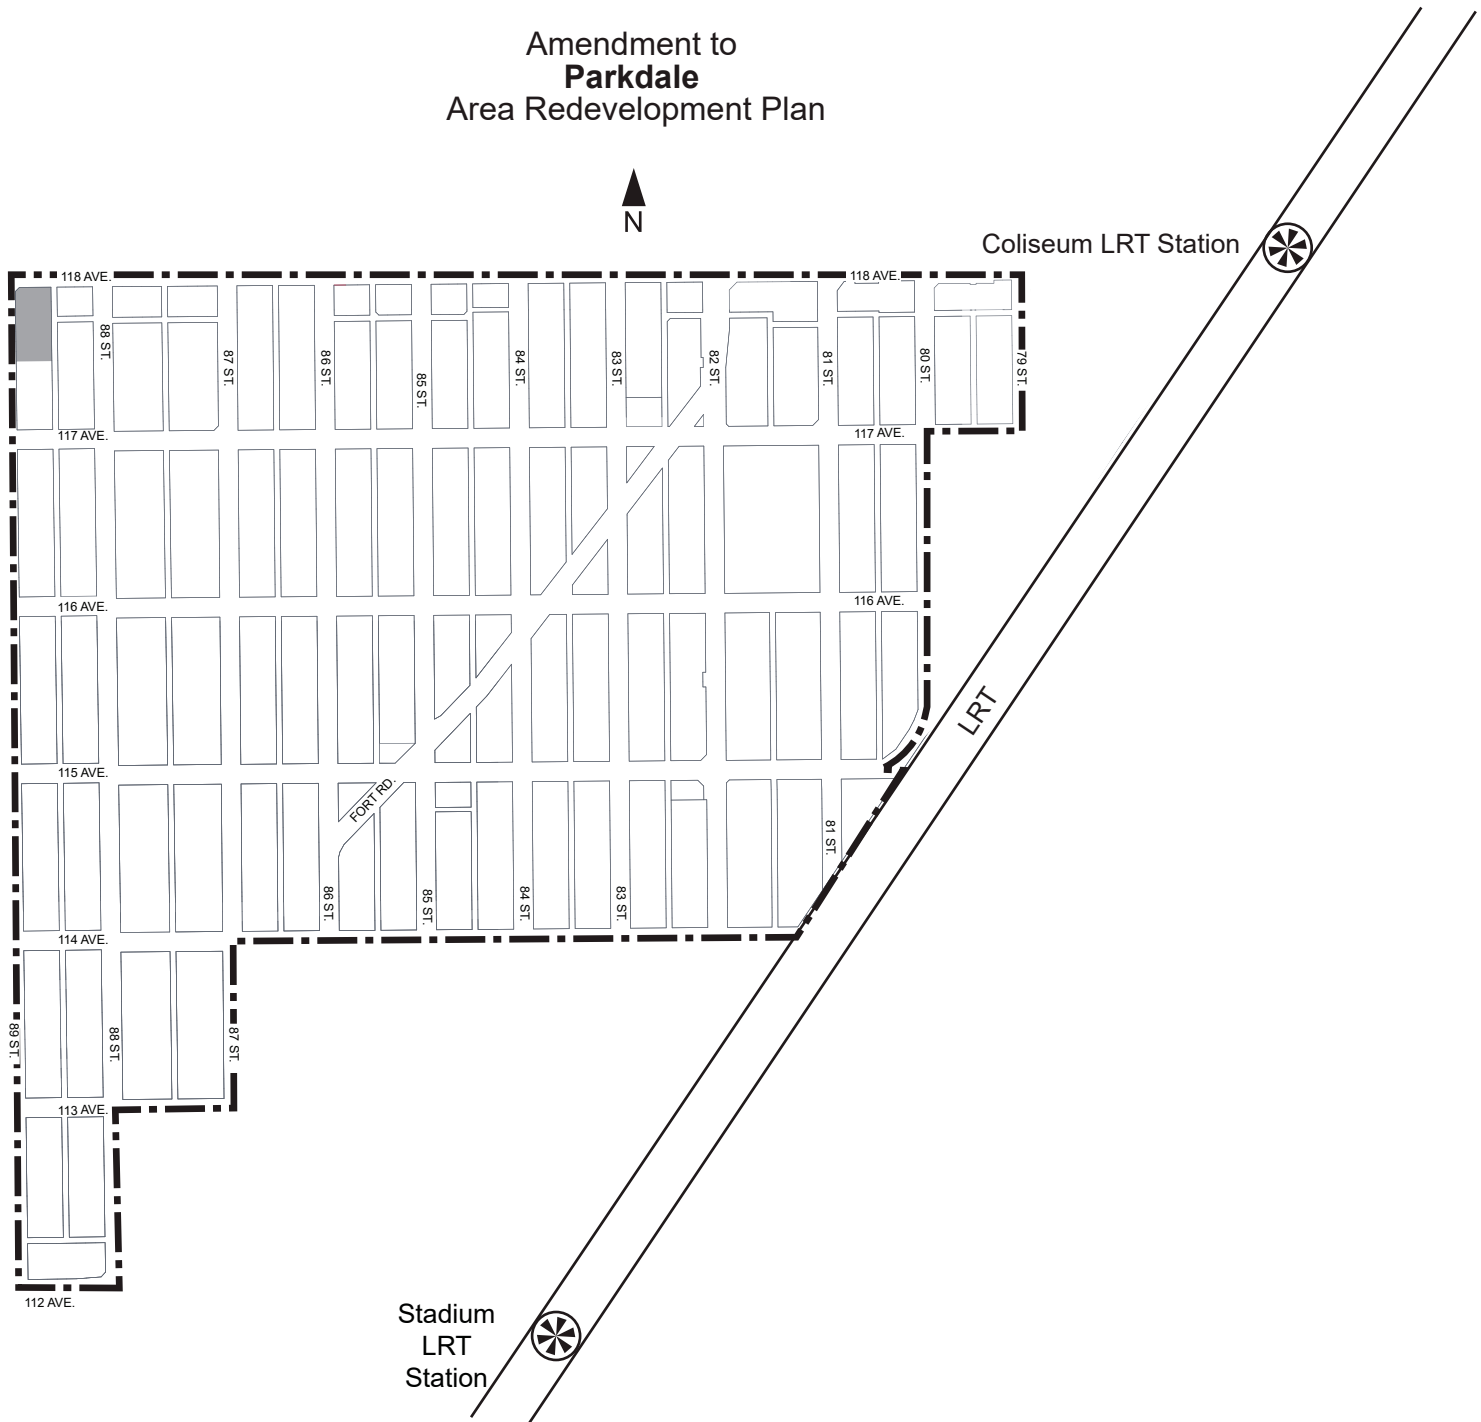 Amendment to
Parkdale
Area Redevelopment Plan
N
Coliseum LRT Station
118 AVE.
118 AVE.
88 ST.
87 ST.
86 ST.
85 ST.
84 ST.
83 ST.
82 ST.
81 ST.
80 ST.
79 ST.
117 AVE.
117 AVE.
116 AVE.
116 AVE.
LRT
115 AVE.
FORT RD.
81 ST.
86 ST.
85 ST.
84 ST.
83 ST.
114 AVE.
89 ST.
88 ST.
87 ST.
113 AVE.
112 AVE.
Stadium
LRT
Station